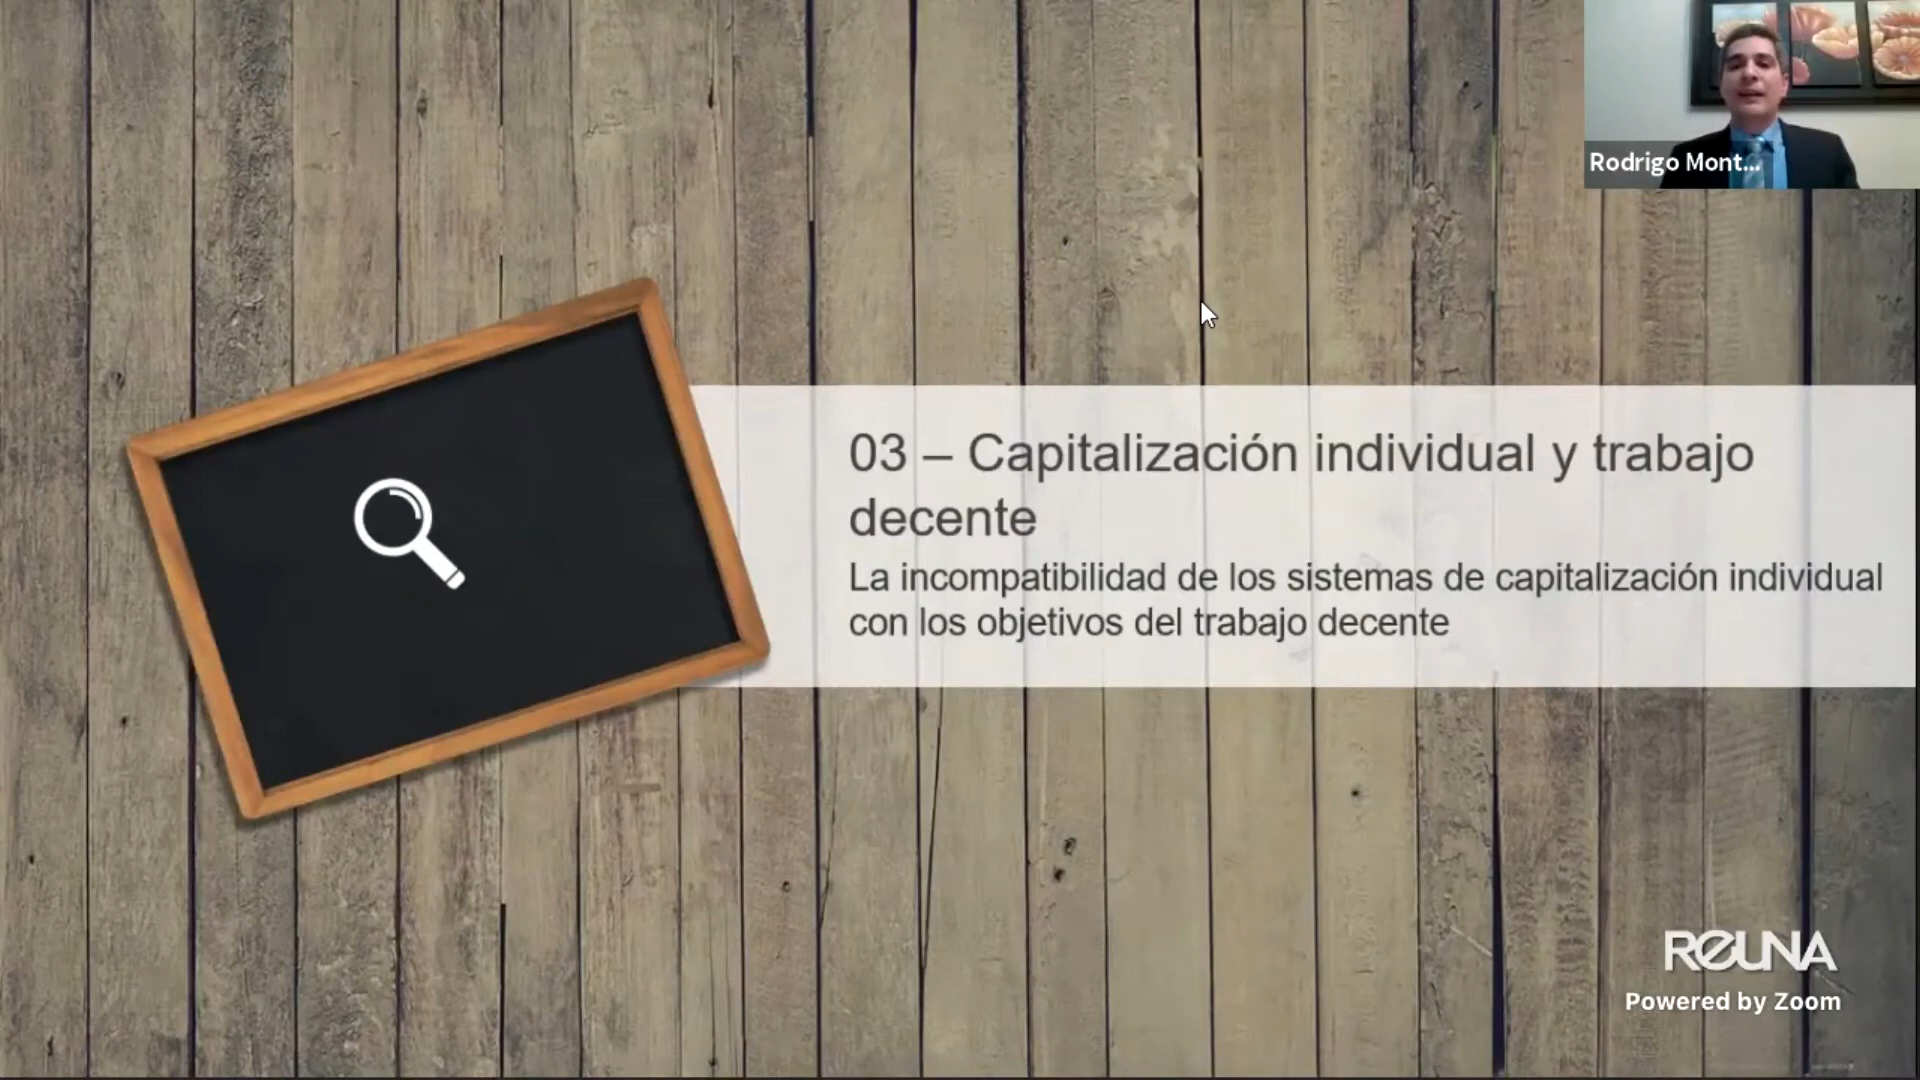 Rodrigo Mont...
03 – Capitalización individual y trabajo
decente
La incompatibilidad de los sistemas de capitalización individual
con los objetivos del trabajo decente
REUNA
Powered by Zoom